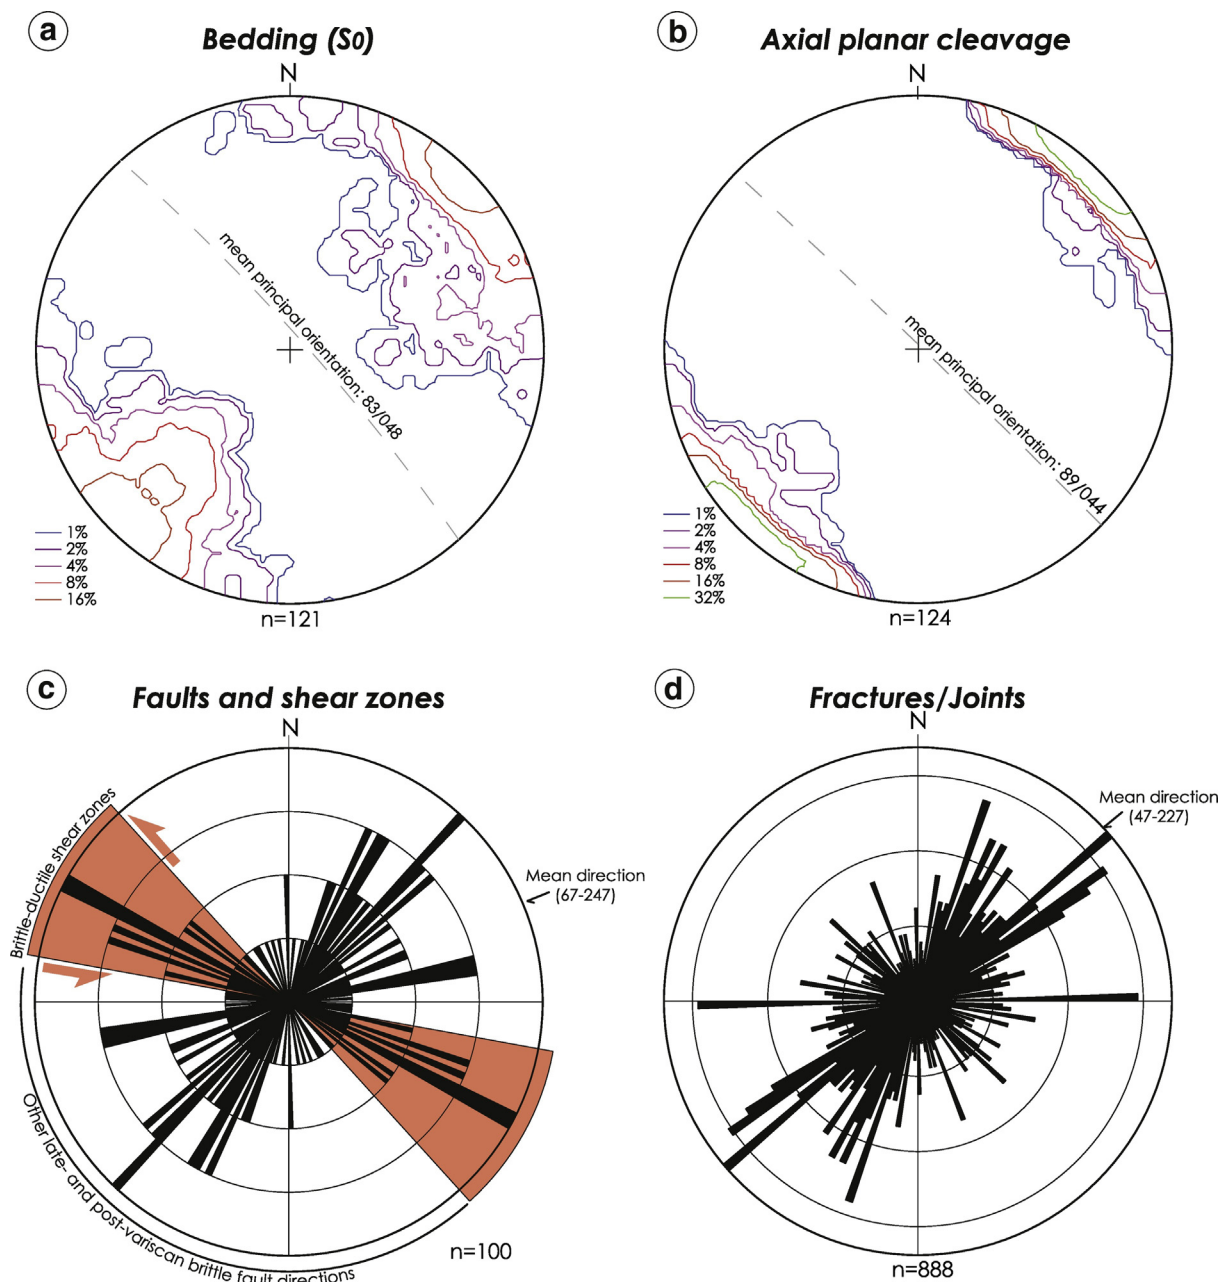 a
Bedding (S0)
N
mean principal orientation: 83/048
1%
2%
4%
8%
16%
n=121
b
Axial planar cleavage
N
mean principal orientation: 89/044
1%
2%
4%
8%
16%
32%
n=124
c
Faults and shear zones
N
Brittle-ductile shear zones
Mean direction
(67-247)
Other late- and post-variscan brittle fault directions
n=100
d
Fractures/Joints
N
Mean direction
(47-227)
n=888